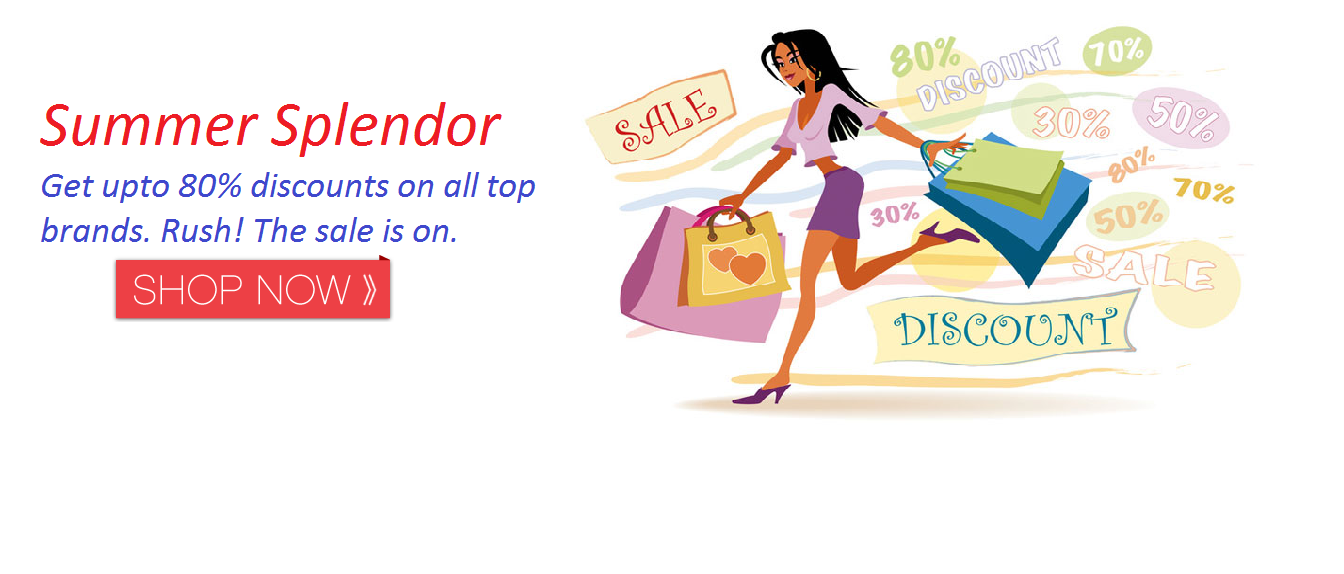 Summer Splendor
Get upto 80% discounts on all top
brands. Rush! The sale is on.
SHOP NOW »
SALE
80%
DISCOUNT
70%
30%
50%
80%
70%
30%
50%
SALE
DISCOUNT